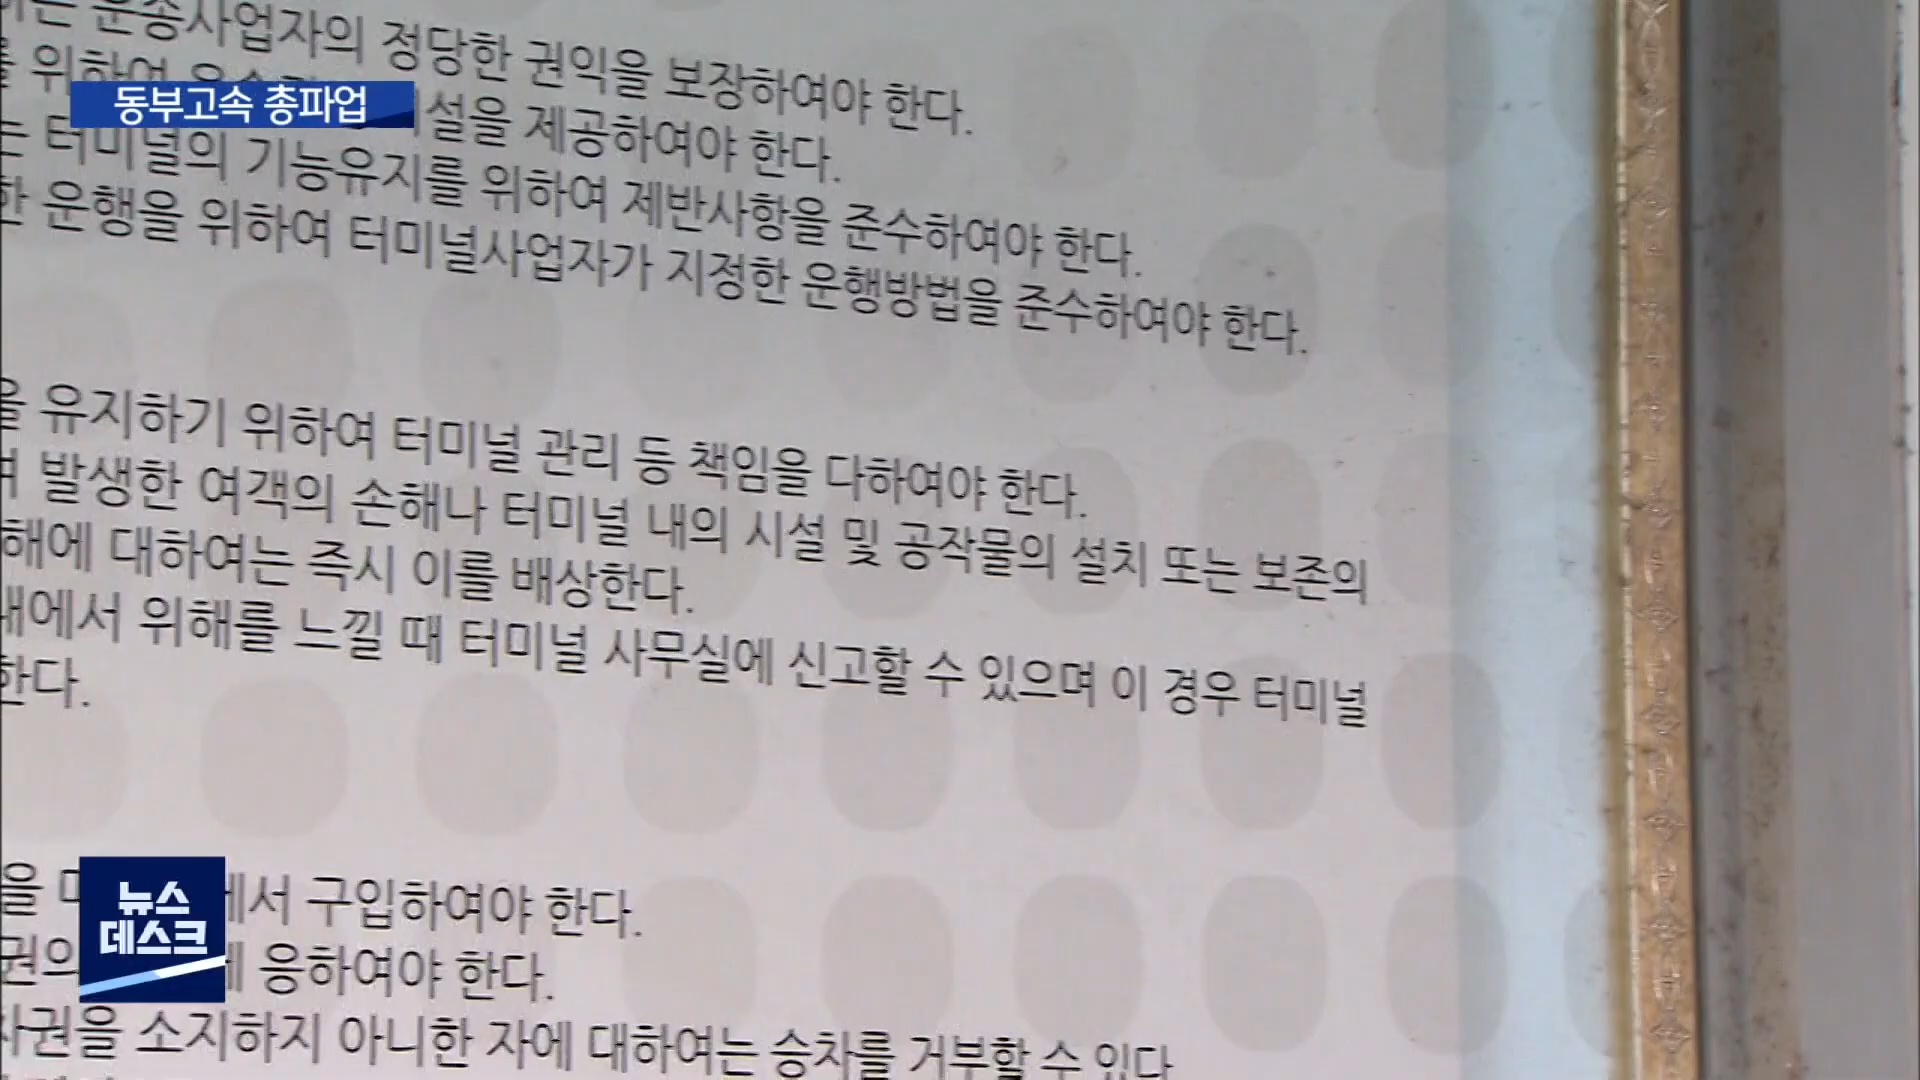 운송사업자의 정당한 권익을 보장하여야 한다.
위하여 제공하여야 한다.
동부고속 총파업
터미널의 기능유지를 위하여 제반사항을 준수하여야 한다.
운행을 위하여 터미널사업자가 지정한 운행방법을 준수하여야 한다.
을 유지하기 위하여 터미널 관리 등 책임을 다하여야 한다.
발생한 여객의 손해나 터미널 내의 시설 및 공작물의 설치 또는 보존의
해에 대하여는 즉시 이를 배상한다.
내에서 위해를 느낄 때 터미널 사무실에 신고할 수 있으며 이 경우 터미널
한다.
을 구입하여야 한다.
뉴스
데스크
응하여야 한다.
차권을 소지하지 아니한 자에 대하여는 승차를 거부할 수 있다